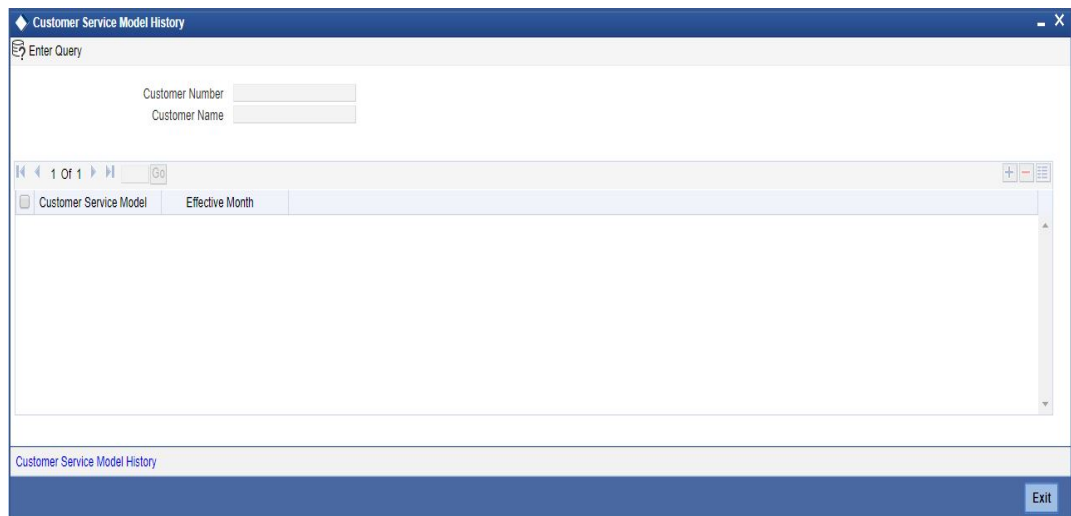 Customer Service Model History
Enter Query
Customer Number
Customer Name
1 Of 1 Go
Customer Service Model Effective Month
Customer Service Model History
Exit